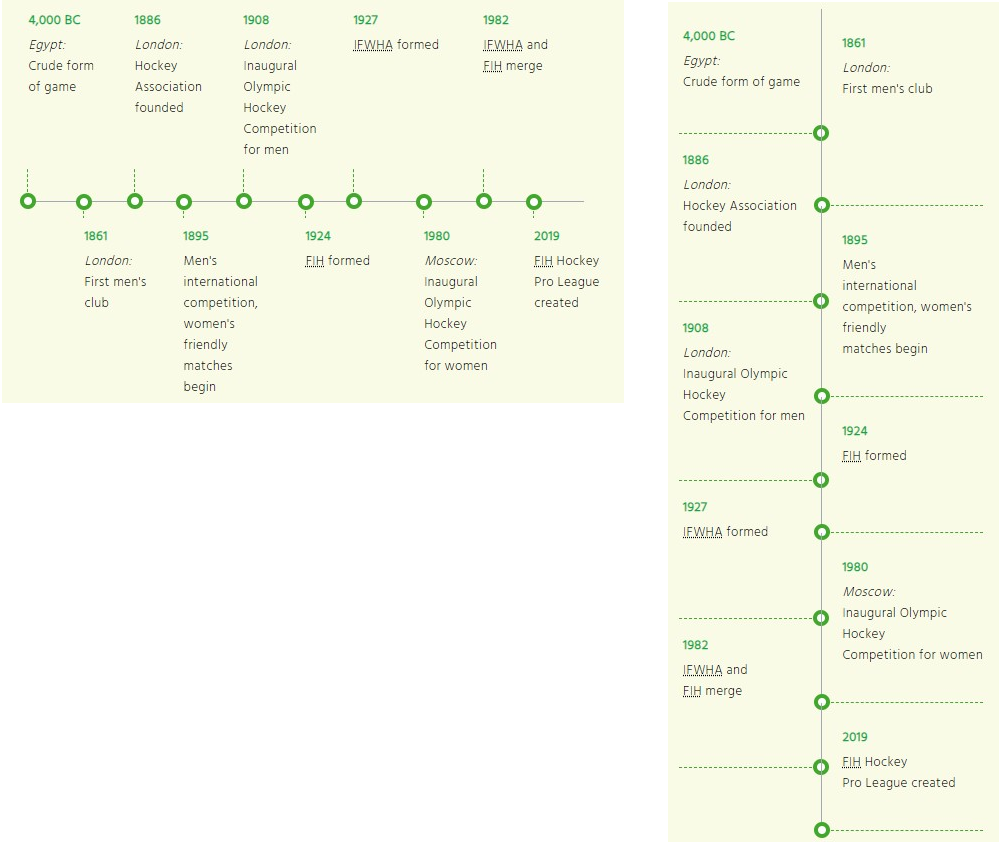 4,000 BC
Egypt:
Crude form
of game
1886
London:
Hockey
Association
founded
1908
London:
Inaugural
Olympic
Hockey
Competition
for men
1927
IFWHA formed
1982
IFWHA and
FIH merge
1861
London:
First men's
club
1895
Men's
international
competition,
women's
friendly
matches
begin
1924
FIH formed
1980
Moscow:
Inaugural
Olympic
Hockey
Competition
for women
2019
FIH Hockey
Pro League
created
4,000 BC
Egypt:
Crude form of game
1861
London:
First men's club
1886
London:
Hockey Association
founded
1895
Men's
international
competition, women's
friendly
matches begin
1908
London:
Inaugural Olympic
Hockey
Competition for men
1924
FIH formed
1927
IFWHA formed
1980
Moscow:
Inaugural Olympic
Hockey
Competition for women
1982
IFWHA and
FIH merge
2019
FIH Hockey
Pro League created